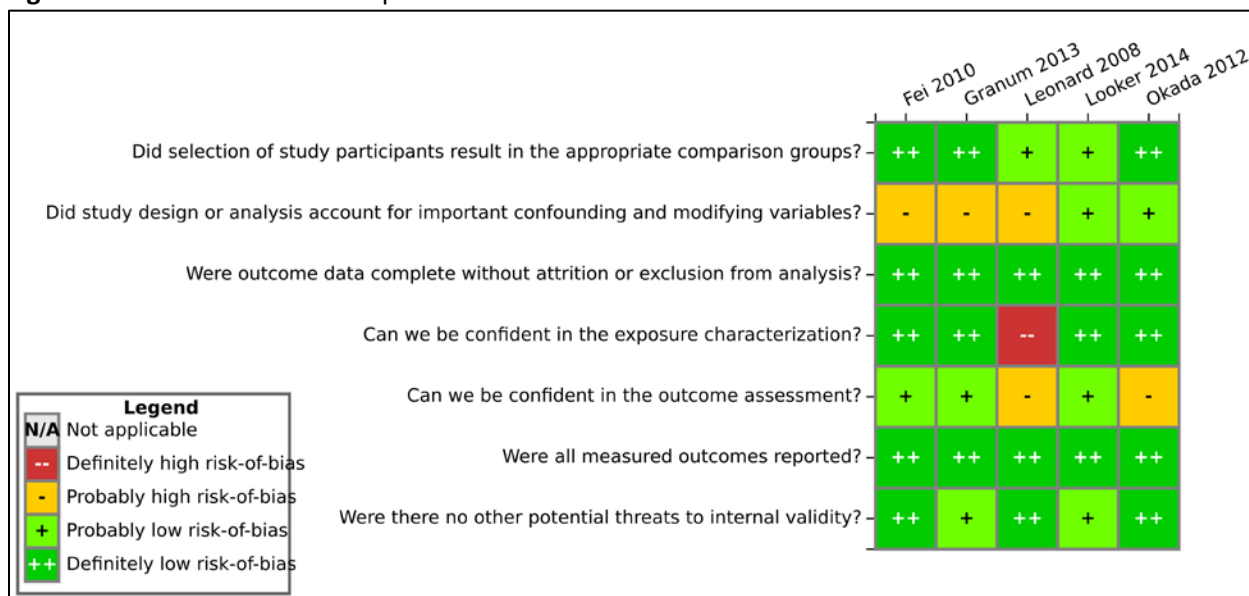 Fei 2010 Granum 2013 Leonard 2008 Looker 2014 Okada 2012
Did selection of study participants result in the appropriate comparison groups? ++ ++ + + ++
Did study design or analysis account for important confounding and modifying variables? - - - + +
Were outcome data complete without attrition or exclusion from analysis? ++ ++ ++ ++ ++
Can we be confident in the exposure characterization? ++ ++ -- ++ ++
Can we be confident in the outcome assessment? + + - + -
Were all measured outcomes reported? ++ ++ ++ ++ ++
Were there no other potential threats to internal validity? ++ + ++ + ++
Legend
N/A Not applicable
-- Definitely high risk-of-bias
- Probably high risk-of-bias
+ Probably low risk-of-bias
++ Definitely low risk-of-bias